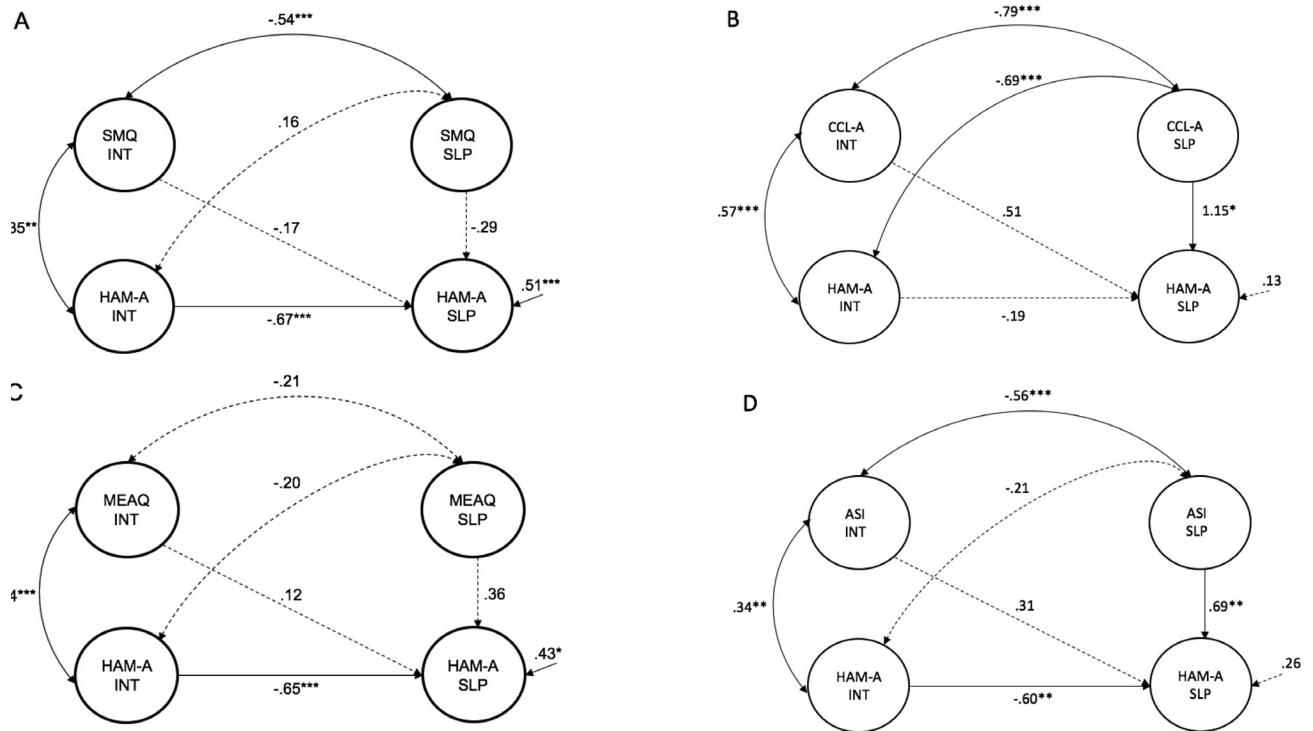 A
-.54***
SMQ
INT
SMQ
SLP
.16
-.17
-.29
35**
HAM-A
INT
HAM-A
SLP
.51***
-.67***
B
-.79***
-.69***
CCL-A
INT
CCL-A
SLP
.57***
.51
1.15*
HAM-A
INT
HAM-A
SLP
.13
-.19
C
-.21
-.20
MEAQ
INT
MEAQ
SLP
4***
.12
.36
HAM-A
INT
HAM-A
SLP
.43*
-.65***
D
-.56***
-.21
ASI
INT
ASI
SLP
.34**
.31
.69**
HAM-A
INT
HAM-A
SLP
.26
-.60**